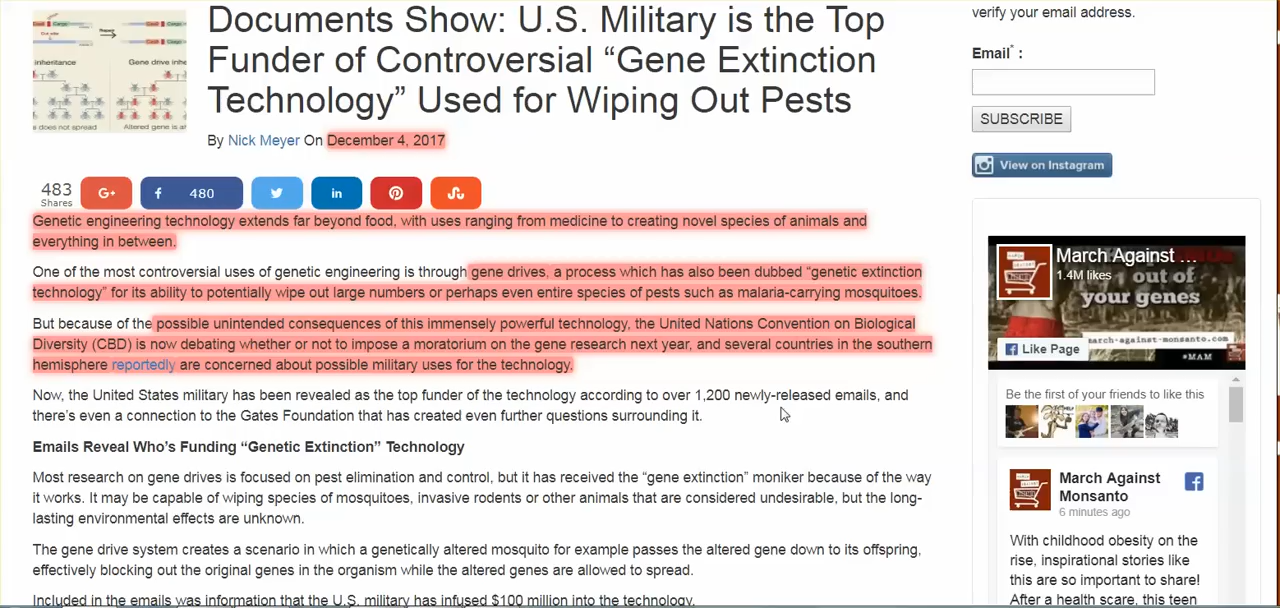 Documents Show: U.S. Military is the Top
Funder of Controversial “Gene Extinction
Technology” Used for Wiping Out Pests
By Nick Meyer On December 4, 2017
inheritance
Gene drive inhe
a does not spread
Altered gene is al
483
Shares
G+
f 480
in
Genetic engineering technology extends far beyond food, with uses ranging from medicine to creating novel species of animals and
everything in between.
One of the most controversial uses of genetic engineering is through gene drives, a process which has also been dubbed “genetic extinction
technology” for its ability to potentially wipe out large numbers or perhaps even entire species of pests such as malaria-carrying mosquitoes.
But because of the possible unintended consequences of this immensely powerful technology, the United Nations Convention on Biological
Diversity (CBD) is now debating whether or not to impose a moratorium on the gene research next year, and several countries in the southern
hemisphere reportedly are concerned about possible military uses for the technology.
Now, the United States military has been revealed as the top funder of the technology according to over 1,200 newly-released emails, and
there’s even a connection to the Gates Foundation that has created even further questions surrounding it.
Emails Reveal Who’s Funding “Genetic Extinction” Technology
Most research on gene drives is focused on pest elimination and control, but it has received the “gene extinction” moniker because of the way
it works. It may be capable of wiping species of mosquitoes, invasive rodents or other animals that are considered undesirable, but the long-
lasting environmental effects are unknown.
The gene drive system creates a scenario in which a genetically altered mosquito for example passes the altered gene down to its offspring,
effectively blocking out the original genes in the organism while the altered genes are allowed to spread.
Included in the emails was information that the U.S. military has infused $100 million into the technology.
verify your email address.
Email* :
SUBSCRIBE
View on Instagram
March Against ...
1.4M likes
out of
your genes
march-against-monsanto.com
#MAM
Like Page
Be the first of your friends to like this
March Against
Monsanto
6 minutes ago
With childhood obesity on the
rise, inspirational stories like
this are so important to share!
After a health scare, this teen